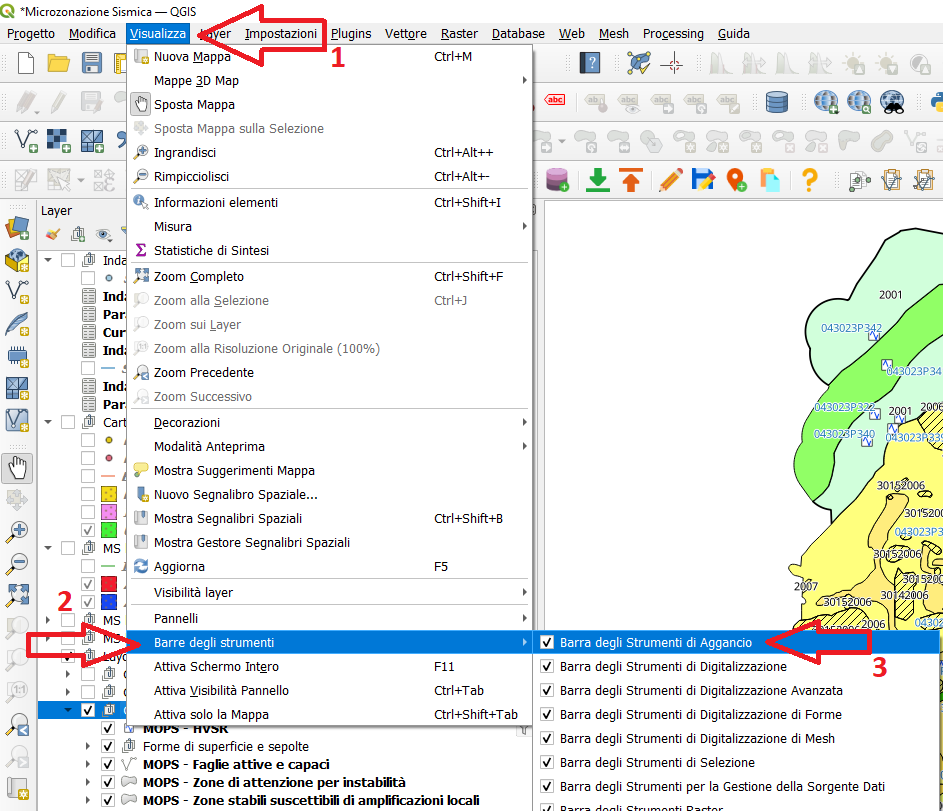 *Microzonazione Sismica — QGIS
Progetto Modifica Visualizza Layer Impostazioni Plugins Vettore Raster Database Web Mesh Processing Guida
1
Nuova Mappa Ctrl+M
Mappe 3D Map
Sposta Mappa
Sposta Mappa sulla Selezione
Ingrandisci Ctrl+Alt++
Rimpicciolisci Ctrl+Alt+-
Informazioni elementi Ctrl+Shift+I
Misura
Statistiche di Sintesi
Zoom Completo Ctrl+Shift+F
Zoom alla Selezione Ctrl+J
Zoom sui Layer
Zoom alla Risoluzione Originale (100%)
Zoom Precedente
Zoom Successivo
Decorazioni
Modalità Anteprima
Mostra Suggerimenti Mappa
Nuovo Segnalibro Spaziale...
Mostra Segnalibri Spaziali Ctrl+Shift+B
Mostra Gestore Segnalibri Spaziali
Aggiorna F5
Visibilità layer
Pannelli
Barre degli strumenti
Attiva Schermo Intero F11
Attiva Visibilità Pannello Ctrl+Tab
Attiva solo la Mappa Ctrl+Shift+Tab
2
3
Barra degli Strumenti di Aggancio
Barra degli Strumenti di Digitalizzazione
Barra degli Strumenti di Digitalizzazione Avanzata
Barra degli Strumenti di Digitalizzazione di Forme
Barra degli Strumenti di Digitalizzazione di Mesh
Barra degli Strumenti di Selezione
Barra degli Strumenti per la Gestione della Sorgente Dati
Barra degli Strumenti Raster
Layer
Inda
Inda
Para
Cur
Inda
Inda
Para
Cart
MS
MS
MS
MOPS - HVSR
Forme di superficie e sepolte
MOPS - Faglie attive e capaci
MOPS - Zone di attenzione per instabilità
MOPS - Zone stabili suscettibili di amplificazioni locali
abc
abc
1:1
2001
043023P342
043023P34
043023P322
2001
2006
043023P340
043023P339
30152006
3015200
043023P3
30152006
2007
3015200
30142006
30152006
30152006
2006